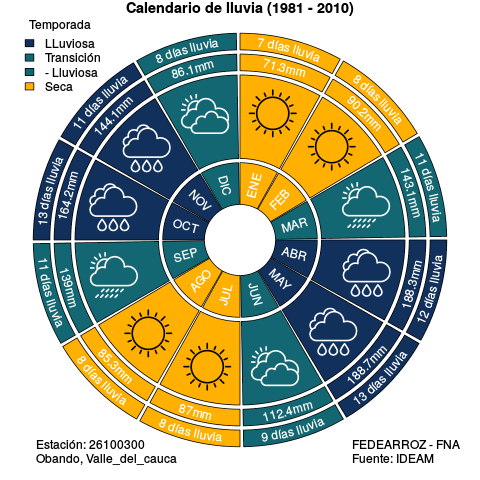 Calendario de lluvia (1981 - 2010)
Temporada
LLuviosa
Transición
- Lluviosa
Seca
7 días lluvia
71.3mm
ENE
8 días lluvia
90.2mm
FEB
11 días lluvia
143.1mm
MAR
12 días lluvia
188.3mm
ABR
13 días lluvia
188.7mm
MAY
9 días lluvia
112.4mm
JUN
8 días lluvia
87mm
JUL
8 días lluvia
85.3mm
AGO
11 días lluvia
139mm
SEP
13 días lluvia
164.2mm
OCT
11 días lluvia
144.1mm
NOV
8 días lluvia
86.1mm
DIC
Estación: 26100300
Obando, Valle_del_cauca
FEDEARROZ - FNA
Fuente: IDEAM